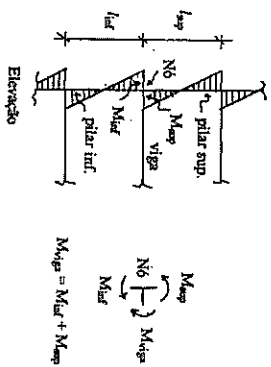 l_inf
l_sup
Nó
M_inf
M_sup
viga
pilar sup.
pilar inf.
Elevação
M_sup
Nó
M_viga
M_inf
M_viga = M_inf + M_sup